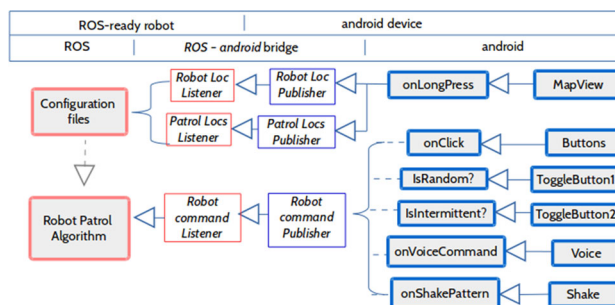 ROS-ready robot
android device
ROS
ROS - android bridge
android
Configuration
files
Robot Loc
Listener
Robot Loc
Publisher
onLongPress
MapView
Patrol Locs
Listener
Patrol Locs
Publisher
onClick
Buttons
IsRandom?
ToggleButton1
Robot Patrol
Algorithm
Robot
command
Listener
Robot
command
Publisher
IsIntermittent?
ToggleButton2
onVoiceCommand
Voice
onShakePattern
Shake